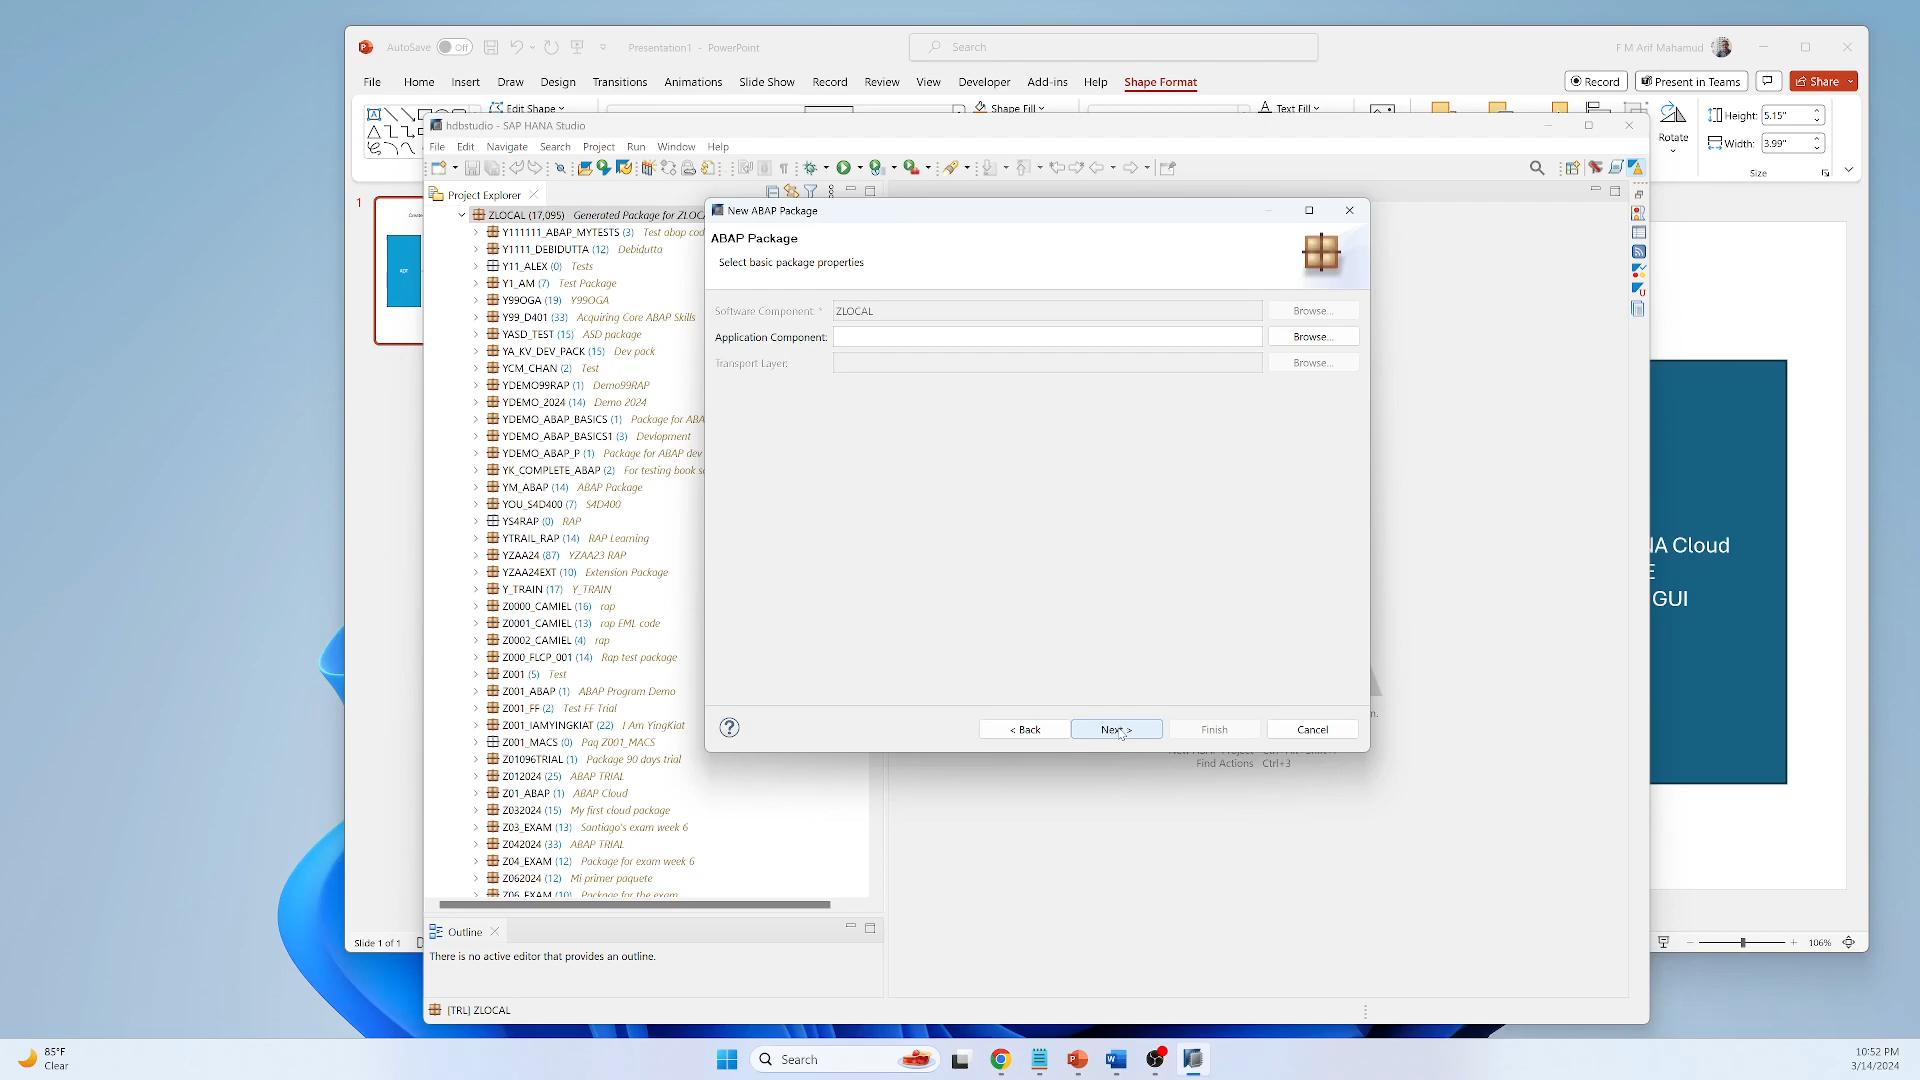 AutoSave Off Presentation1 - PowerPoint Search F M Arif Mahamud
File Home Insert Draw Design Transitions Animations Slide Show Record Review View Developer Add-ins Help Shape Format Record Present in Teams Share
Edit Shape Shape Fill Text Fill Rotate Height: 5.15"
Width: 3.99"
Size
hdbstudio - SAP HANA Studio
File Edit Navigate Search Project Run Window Help
Project Explorer
1
ZLOCAL (17,095) Generated Package for ZLOC
Y111111_ABAP_MYTESTS (3) Test abap cod
Y1111_DEBIDUTTA (12) Debidutta
Y11_ALEX (0) Tests
Y1_AM (7) Test Package
Y99OGA (19) Y99OGA
Y99_D401 (33) Acquiring Core ABAP Skills
YASD_TEST (15) ASD package
YA_KV_DEV_PACK (15) Dev pack
YCM_CHAN (2) Test
YDEMO99RAP (1) Demo99RAP
YDEMO_2024 (14) Demo 2024
YDEMO_ABAP_BASICS (1) Package for ABA
YDEMO_ABAP_BASICS1 (3) Devlopment
YDEMO_ABAP_P (1) Package for ABAP dev
YK_COMPLETE_ABAP (2) For testing book sc
YM_ABAP (14) ABAP Package
YOU_S4D400 (7) S4D400
YS4RAP (0) RAP
YTRAIL_RAP (14) RAP Learning
YZAA24 (87) YZAA23 RAP
YZAA24EXT (10) Extension Package
Y_TRAIN (17) Y_TRAIN
Z0000_CAMIEL (16) rap
Z0001_CAMIEL (13) rap EML code
Z0002_CAMIEL (4) rap
Z000_FLCP_001 (14) Rap test package
Z001 (5) Test
Z001_ABAP (1) ABAP Program Demo
Z001_FF (2) Test FF Trial
Z001_IAMYINGKIAT (22) I Am YingKiat
Z001_MACS (0) Paq Z001_MACS
Z01096TRIAL (1) Package 90 days trial
Z012024 (25) ABAP TRIAL
Z01_ABAP (1) ABAP Cloud
Z032024 (15) My first cloud package
Z03_EXAM (13) Santiago's exam week 6
Z042024 (33) ABAP TRIAL
Z04_EXAM (12) Package for exam week 6
Z062024 (12) Mi primer paquete
Z06_EXAM (10) Package for the exam
New ABAP Package
ABAP Package
Select basic package properties
Software Component: * ZLOCAL Browse...
Application Component: Browse...
Transport Layer: Browse...
< Back Next > Finish Cancel
Find Actions Ctrl+3
NA Cloud
E
GUI
Outline
There is no active editor that provides an outline.
[TRL] ZLOCAL
Slide 1 of 1 106%
85°F
Clear
Search
10:52 PM
3/14/2024